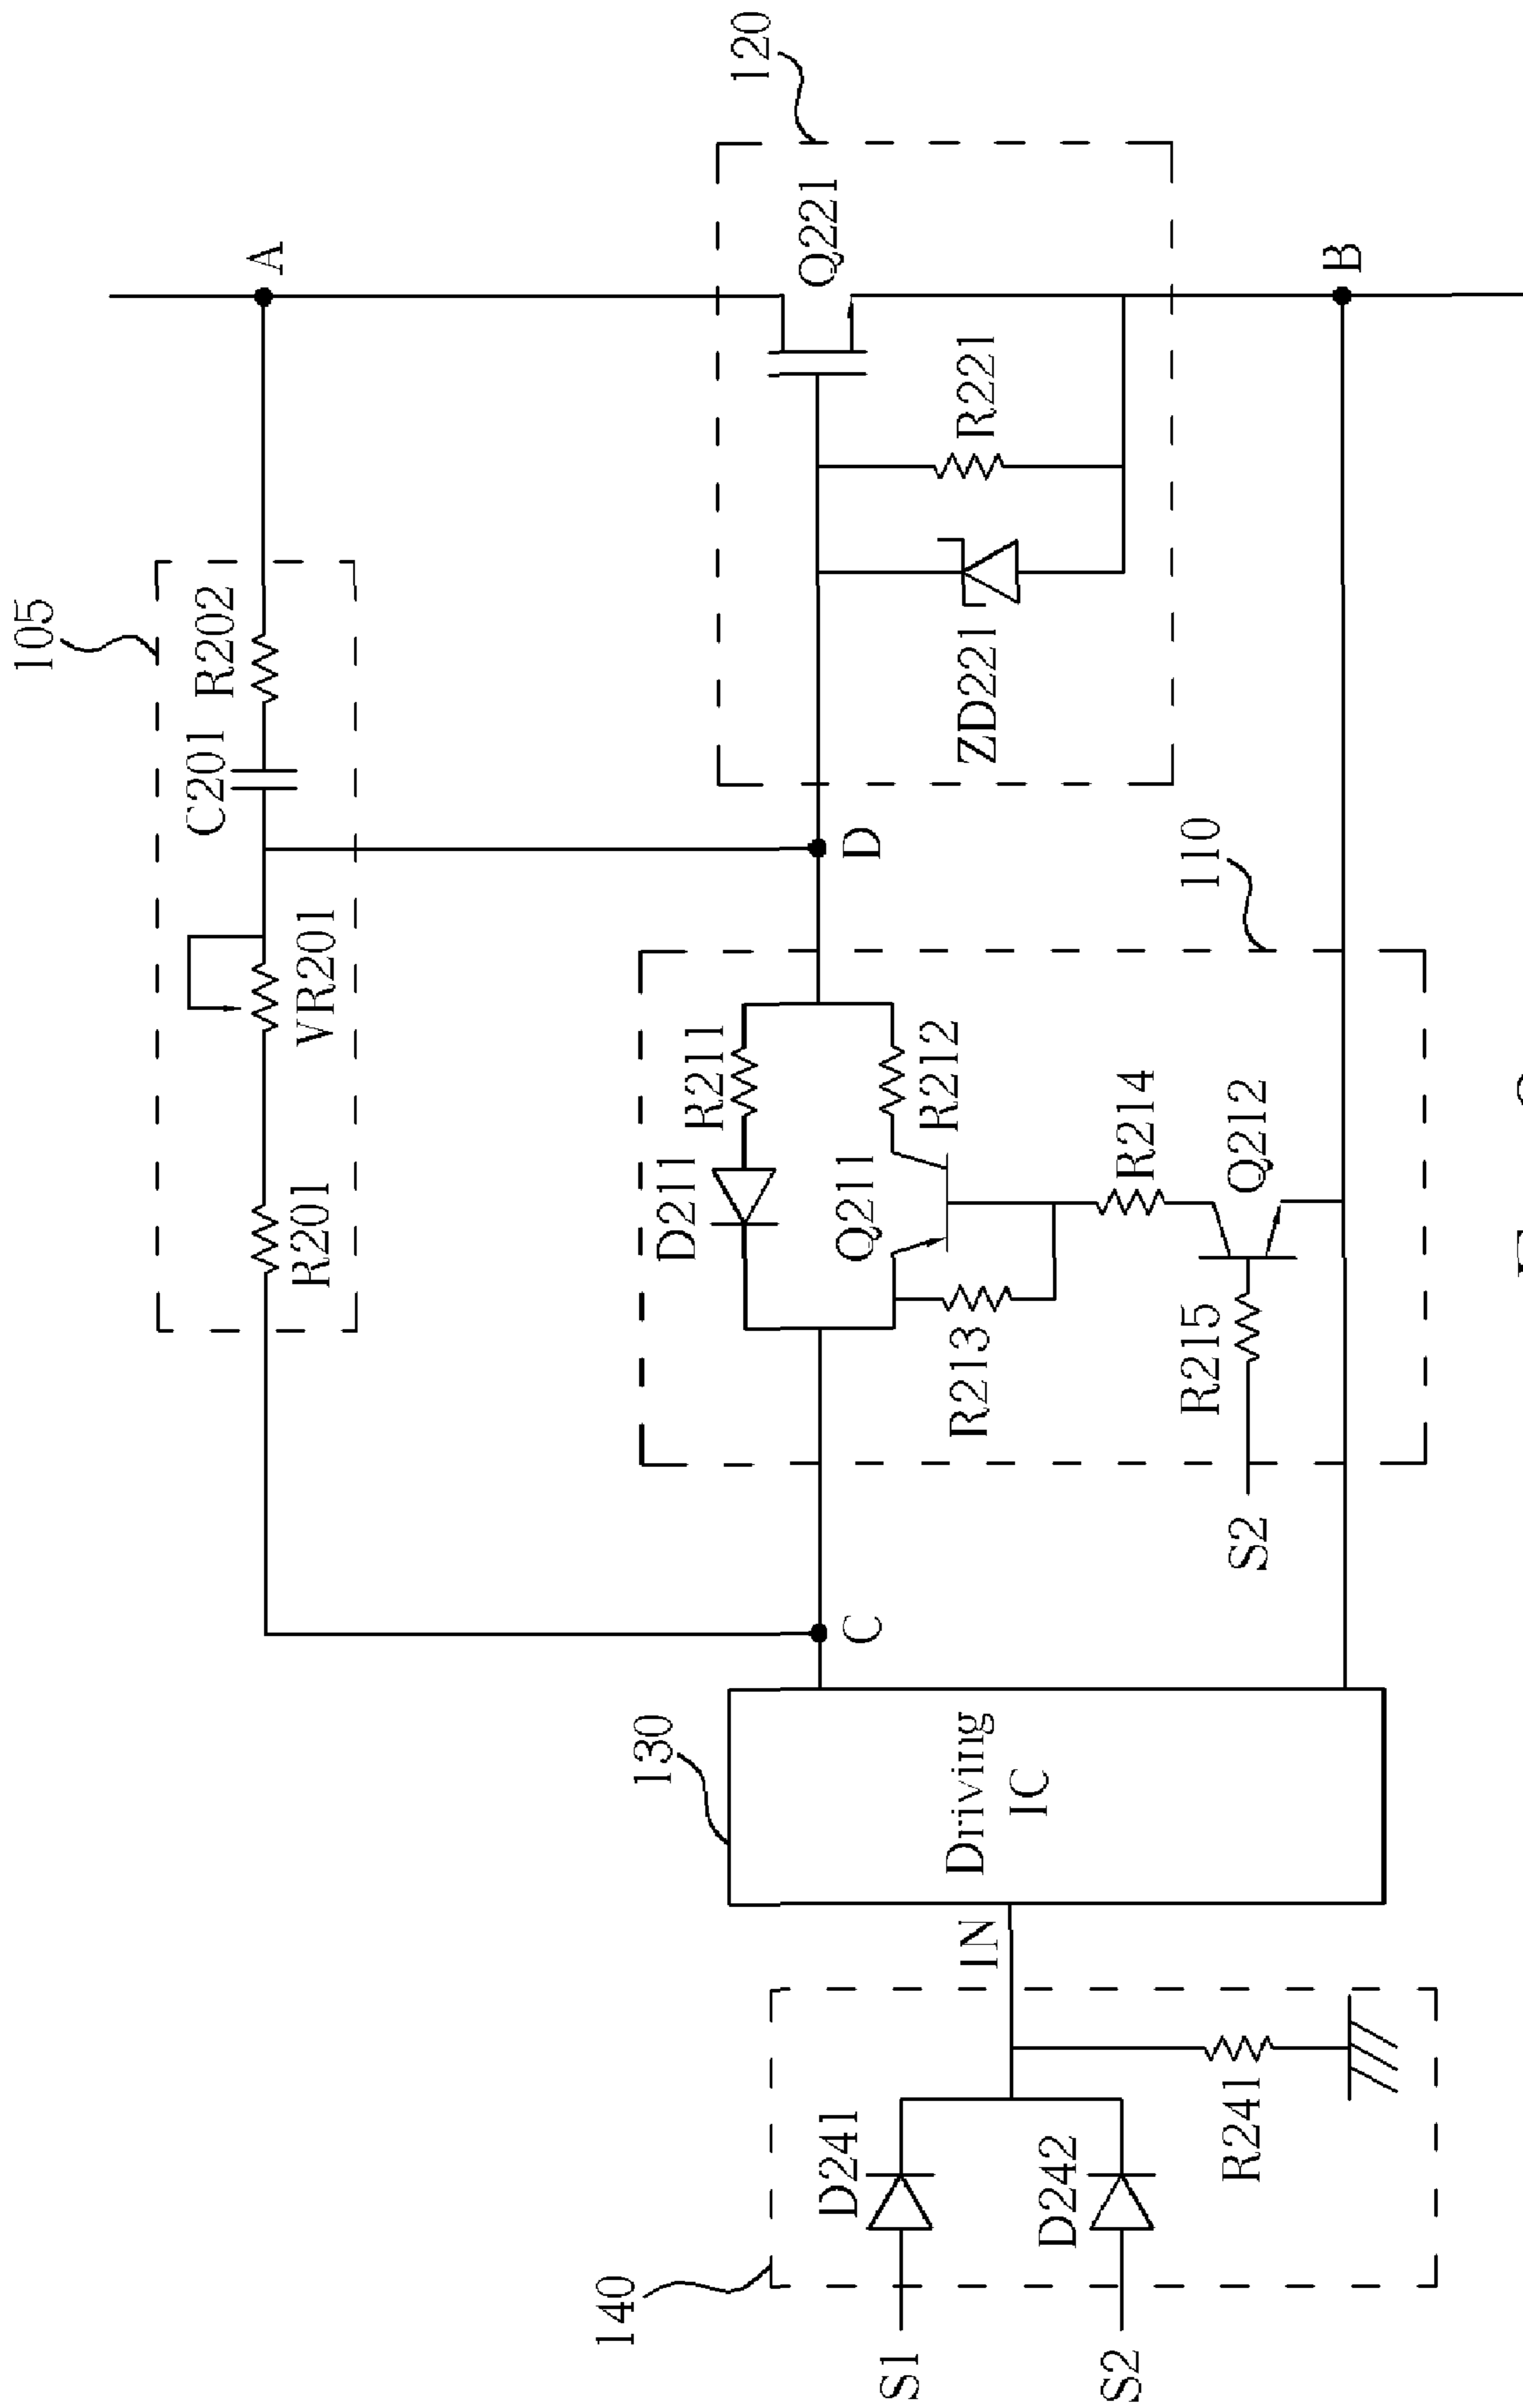 105
R201
VR201
C201
R202
A
120
Q221
R221
ZD221
D
110
D211
R211
Q211
R212
R213
R214
Q212
R215
S2
C
130
Driving
IC
IN
140
D241
D242
R241
S1
S2
B